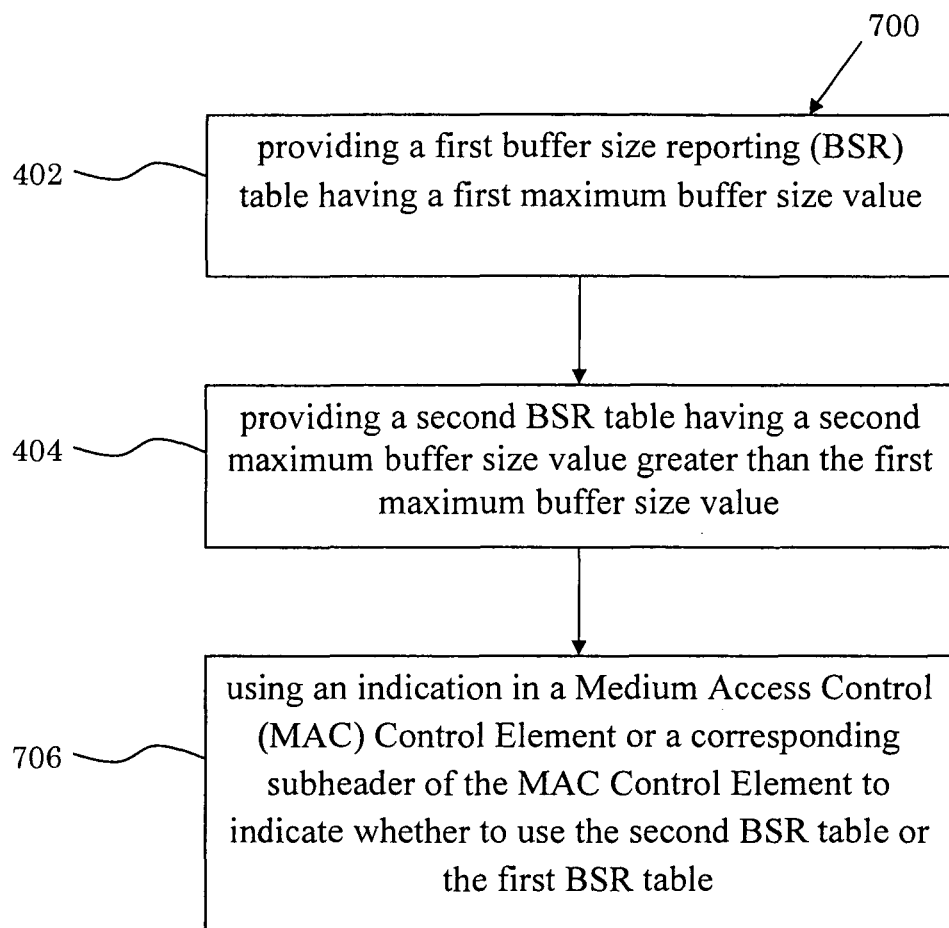 700
402
providing a first buffer size reporting (BSR)
table having a first maximum buffer size value
404
providing a second BSR table having a second
maximum buffer size value greater than the first
maximum buffer size value
706
using an indication in a Medium Access Control
(MAC) Control Element or a corresponding
subheader of the MAC Control Element to
indicate whether to use the second BSR table or
the first BSR table